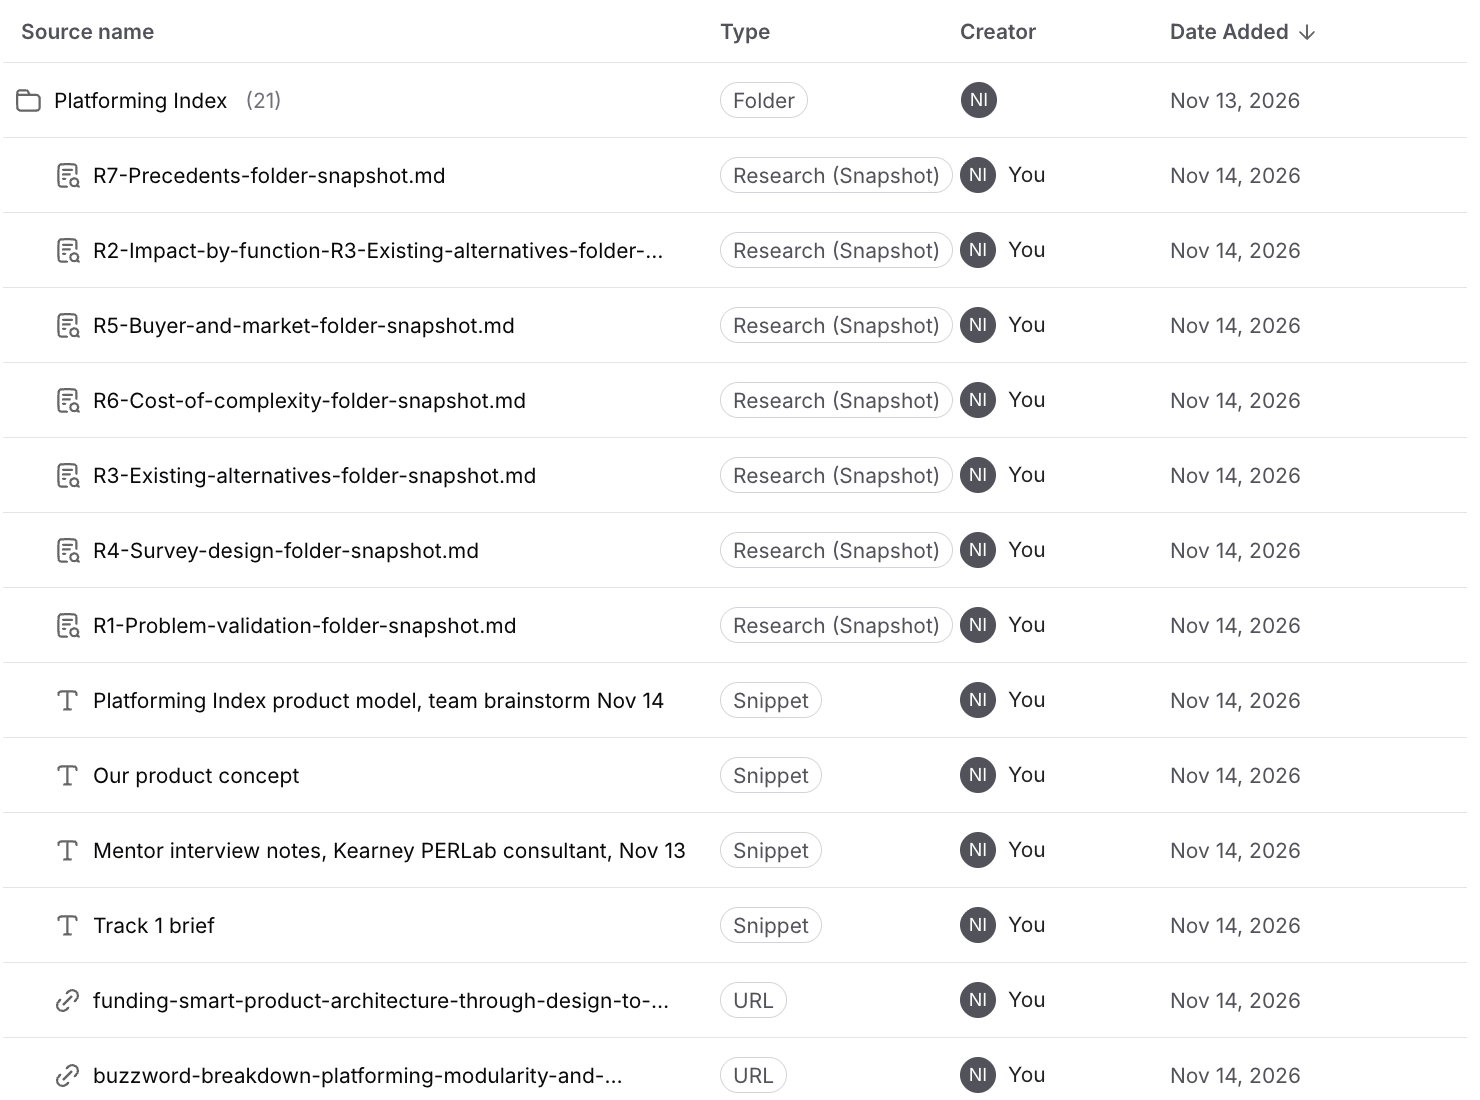 Source name Type Creator Date Added ↓
Platforming Index (21) Folder NI Nov 13, 2026
R7-Precedents-folder-snapshot.md Research (Snapshot) NI You Nov 14, 2026
R2-Impact-by-function-R3-Existing-alternatives-folder-... Research (Snapshot) NI You Nov 14, 2026
R5-Buyer-and-market-folder-snapshot.md Research (Snapshot) NI You Nov 14, 2026
R6-Cost-of-complexity-folder-snapshot.md Research (Snapshot) NI You Nov 14, 2026
R3-Existing-alternatives-folder-snapshot.md Research (Snapshot) NI You Nov 14, 2026
R4-Survey-design-folder-snapshot.md Research (Snapshot) NI You Nov 14, 2026
R1-Problem-validation-folder-snapshot.md Research (Snapshot) NI You Nov 14, 2026
Platforming Index product model, team brainstorm Nov 14 Snippet NI You Nov 14, 2026
Our product concept Snippet NI You Nov 14, 2026
Mentor interview notes, Kearney PERLab consultant, Nov 13 Snippet NI You Nov 14, 2026
Track 1 brief Snippet NI You Nov 14, 2026
funding-smart-product-architecture-through-design-to-... URL NI You Nov 14, 2026
buzzword-breakdown-platforming-modularity-and-... URL NI You Nov 14, 2026